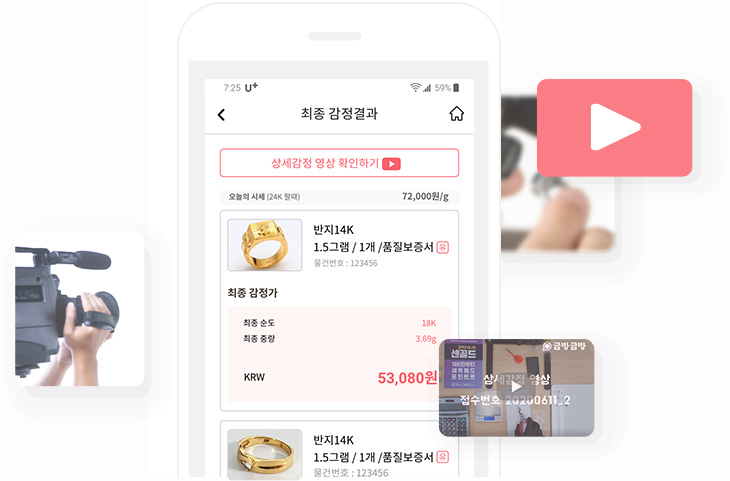 7:25 U+ 59%
최종 감정결과
상세감정 영상 확인하기
오늘의 시세 (24K 팔때) 72,000원/g
반지14K
1.5그램 / 1개 /품질보증서 유
물건번호 : 123456
최종 감정가
최종 순도 18K
최종 중량 3.69g
KRW 53,080원
금방금방
센골드
상세감정 영상
접수번호 20200611_2
반지14K
1.5그램 / 1개 /품질보증서 유
물건번호 : 123456